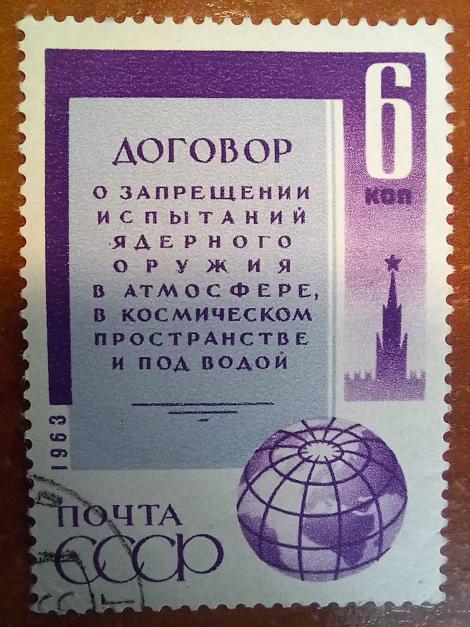 6
КОП
ДОГОВОР
О ЗАПРЕЩЕНИИ
ИСПЫТАНИЙ
ЯДЕРНОГО
ОРУЖИЯ
В АТМОСФЕРЕ,
В КОСМИЧЕСКОМ
ПРОСТРАНСТВЕ
И ПОД ВОДОЙ
1963
ПОЧТА
СССР